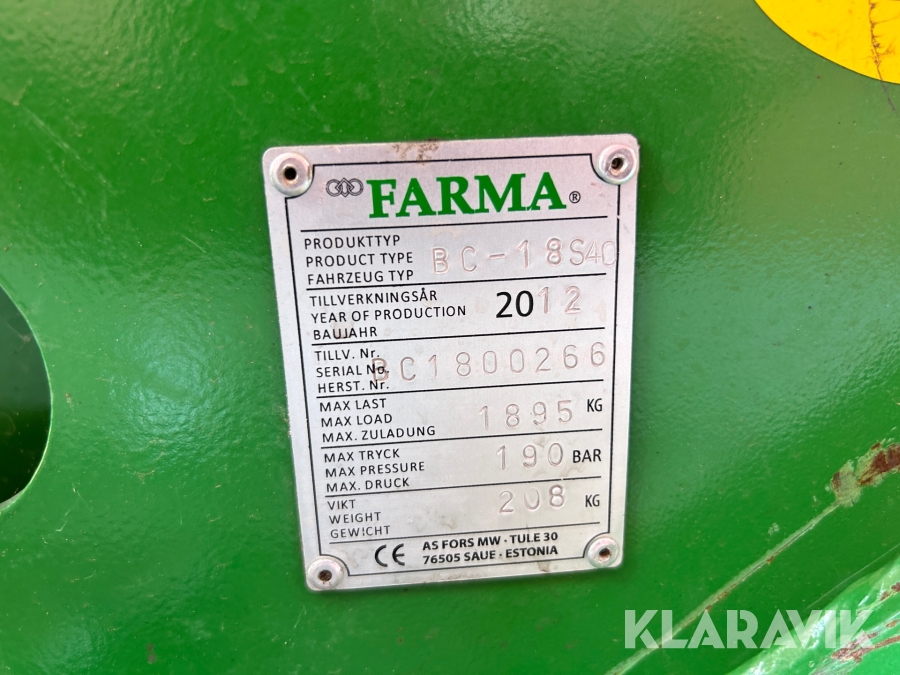 FARMA®
PRODUKTTYP
PRODUCT TYPE BC-18S40
FAHRZEUG TYP
TILLVERKNINGSÅR
YEAR OF PRODUCTION 2012
BAUJAHR
TILLV. Nr.
SERIAL No. BC1800266
HERST. Nr.
MAX LAST
MAX LOAD 1895 KG
MAX. ZULADUNG
MAX TRYCK
MAX PRESSURE 190 BAR
MAX. DRUCK
VIKT
WEIGHT 208 KG
GEWICHT
CE AS FORS MW · TULE 30
76505 SAUE · ESTONIA
KLARAVIK